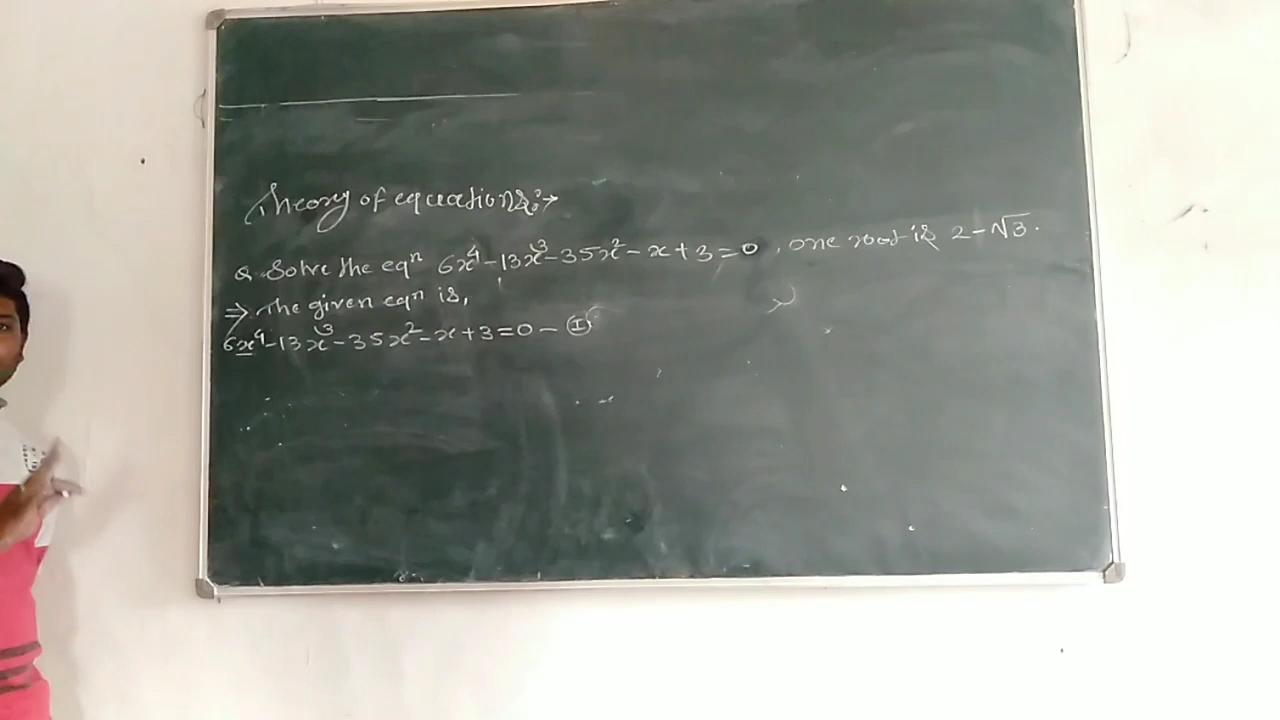 Theory of equations:→
Q. Solve the eqⁿ 6x⁴-13x³-35x²-x+3=0, one root is 2-√3.
⇒ The given eqⁿ is,
6x⁴-13x³-35x²-x+3=0 - (I)